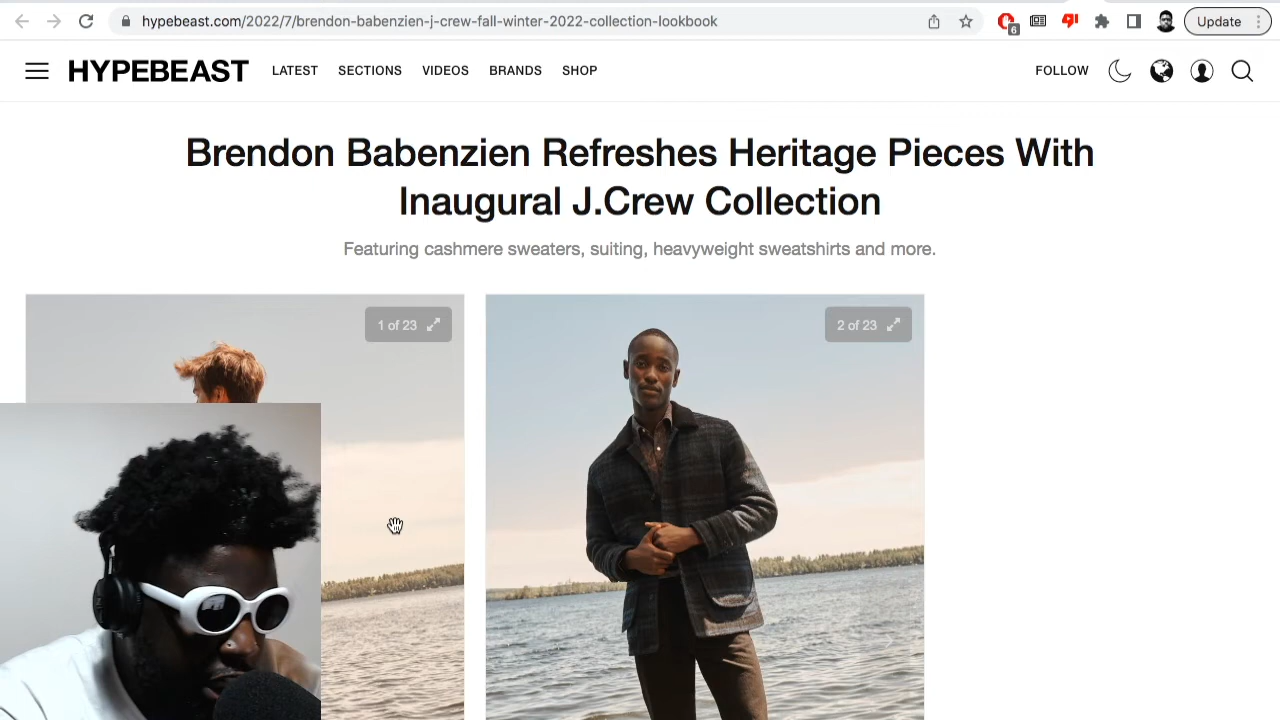 hypebeast.com/2022/7/brendon-babenzien-j-crew-fall-winter-2022-collection-lookbook
6
Update
HYPEBEAST
LATEST
SECTIONS
VIDEOS
BRANDS
SHOP
FOLLOW
Brendon Babenzien Refreshes Heritage Pieces With
Inaugural J.Crew Collection
Featuring cashmere sweaters, suiting, heavyweight sweatshirts and more.
1 of 23
2 of 23